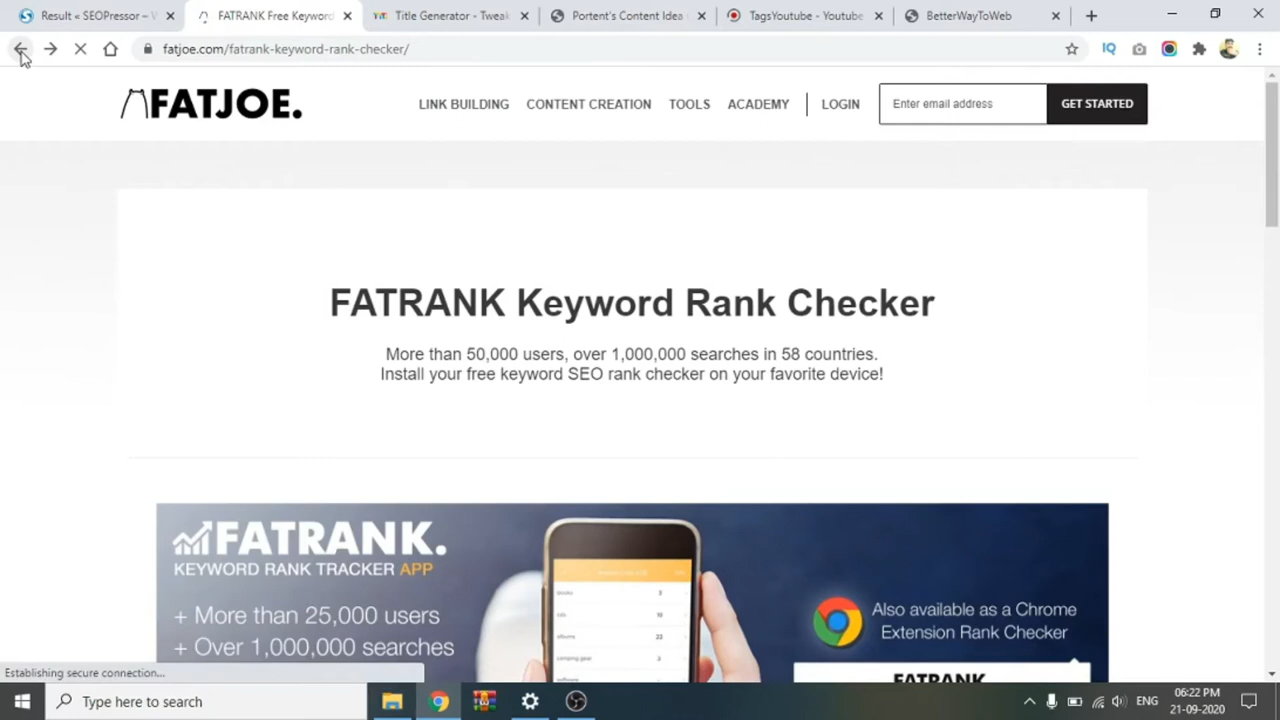 Result « SEOPressor – V
FATRANK Free Keyword
Title Generator - Tweak
Portent's Content Idea
TagsYoutube - Youtube
BetterWayToWeb
fatjoe.com/fatrank-keyword-rank-checker/
IQ
FATJOE.
LINK BUILDING
CONTENT CREATION
TOOLS
ACADEMY
LOGIN
Enter email address
GET STARTED
FATRANK Keyword Rank Checker
More than 50,000 users, over 1,000,000 searches in 58 countries.
Install your free keyword SEO rank checker on your favorite device!
FATRANK.
KEYWORD RANK TRACKER APP
+ More than 25,000 users
+ Over 1,000,000 searches
Also available as a Chrome
Extension Rank Checker
FATRANK
Establishing secure connection...
Type here to search
ENG
06:22 PM
21-09-2020